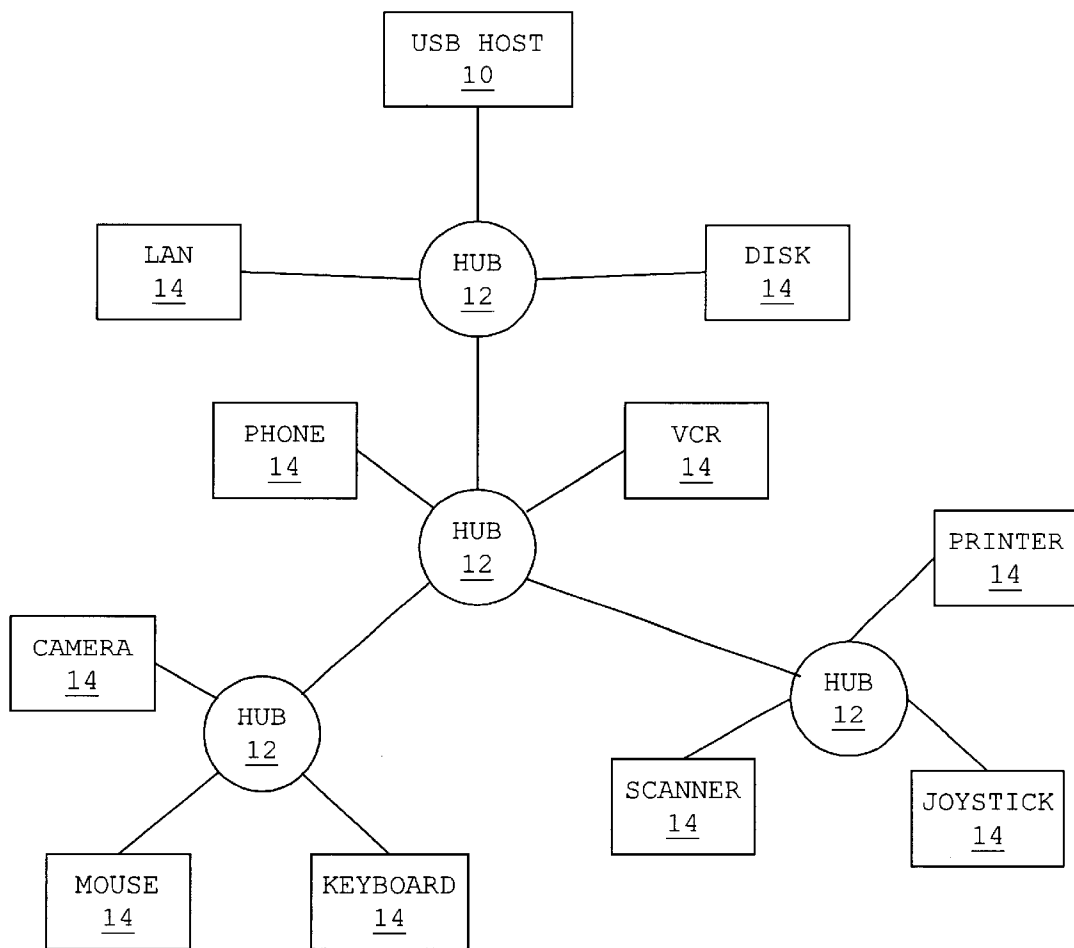 USB HOST
10
LAN
14
HUB
12
DISK
14
PHONE
14
VCR
14
HUB
12
PRINTER
14
CAMERA
14
HUB
12
HUB
12
SCANNER
14
JOYSTICK
14
MOUSE
14
KEYBOARD
14